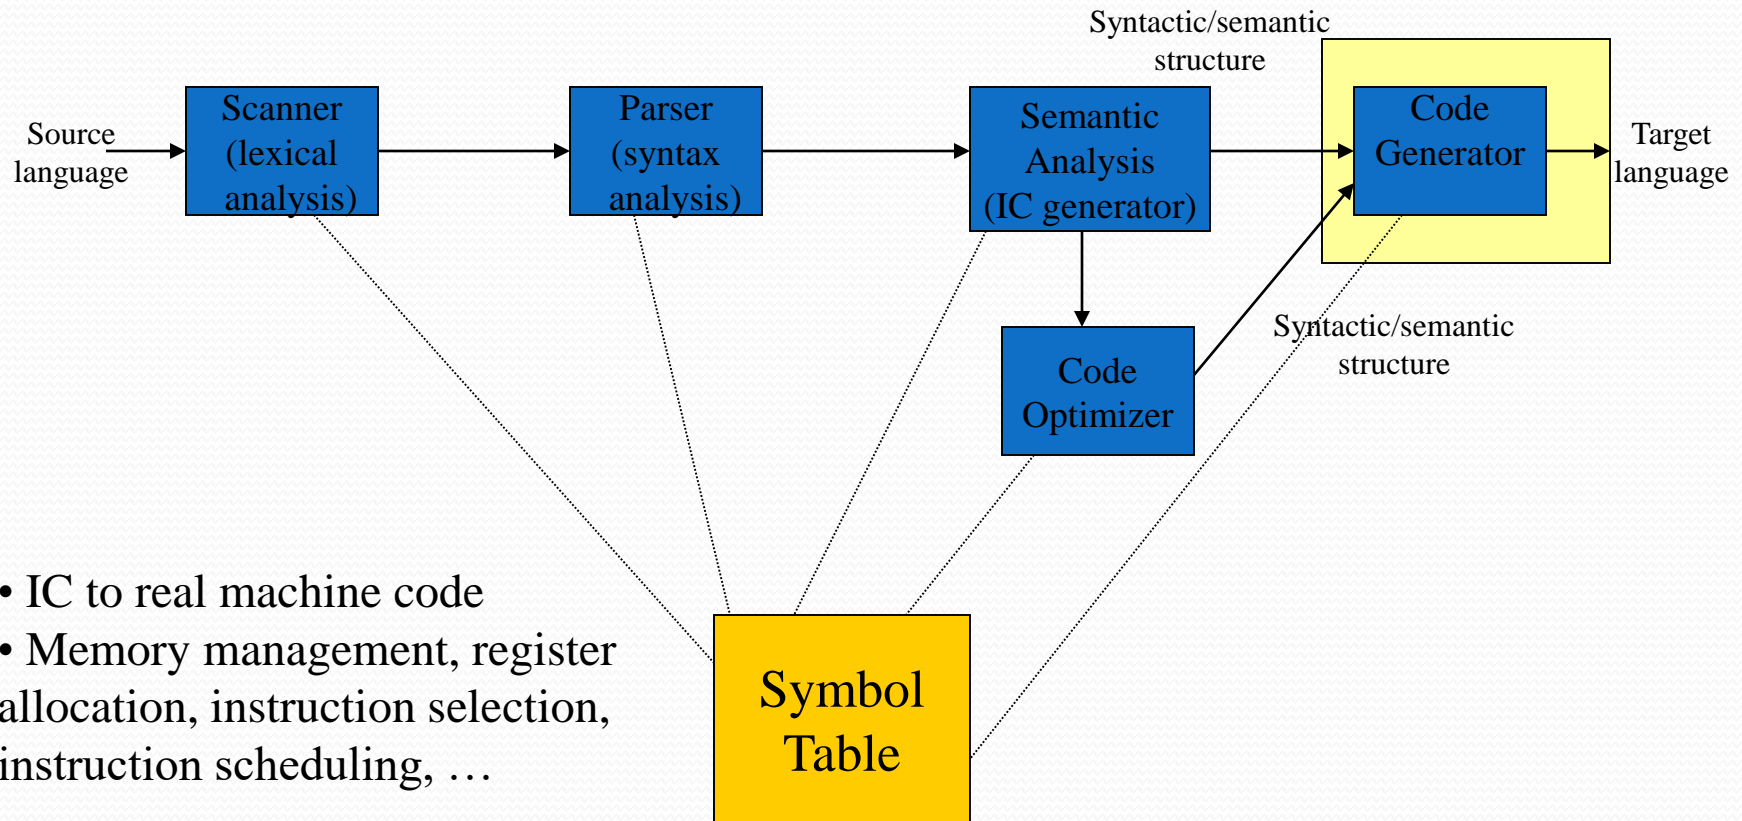 Syntactic/semantic
structure
Source
language
Scanner
(lexical
analysis)
Parser
(syntax
analysis)
Semantic
Analysis
(IC generator)
Code
Generator
Target
language
Syntactic/semantic
structure
Code
Optimizer
• IC to real machine code
• Memory management, register
allocation, instruction selection,
instruction scheduling, …
Symbol
Table